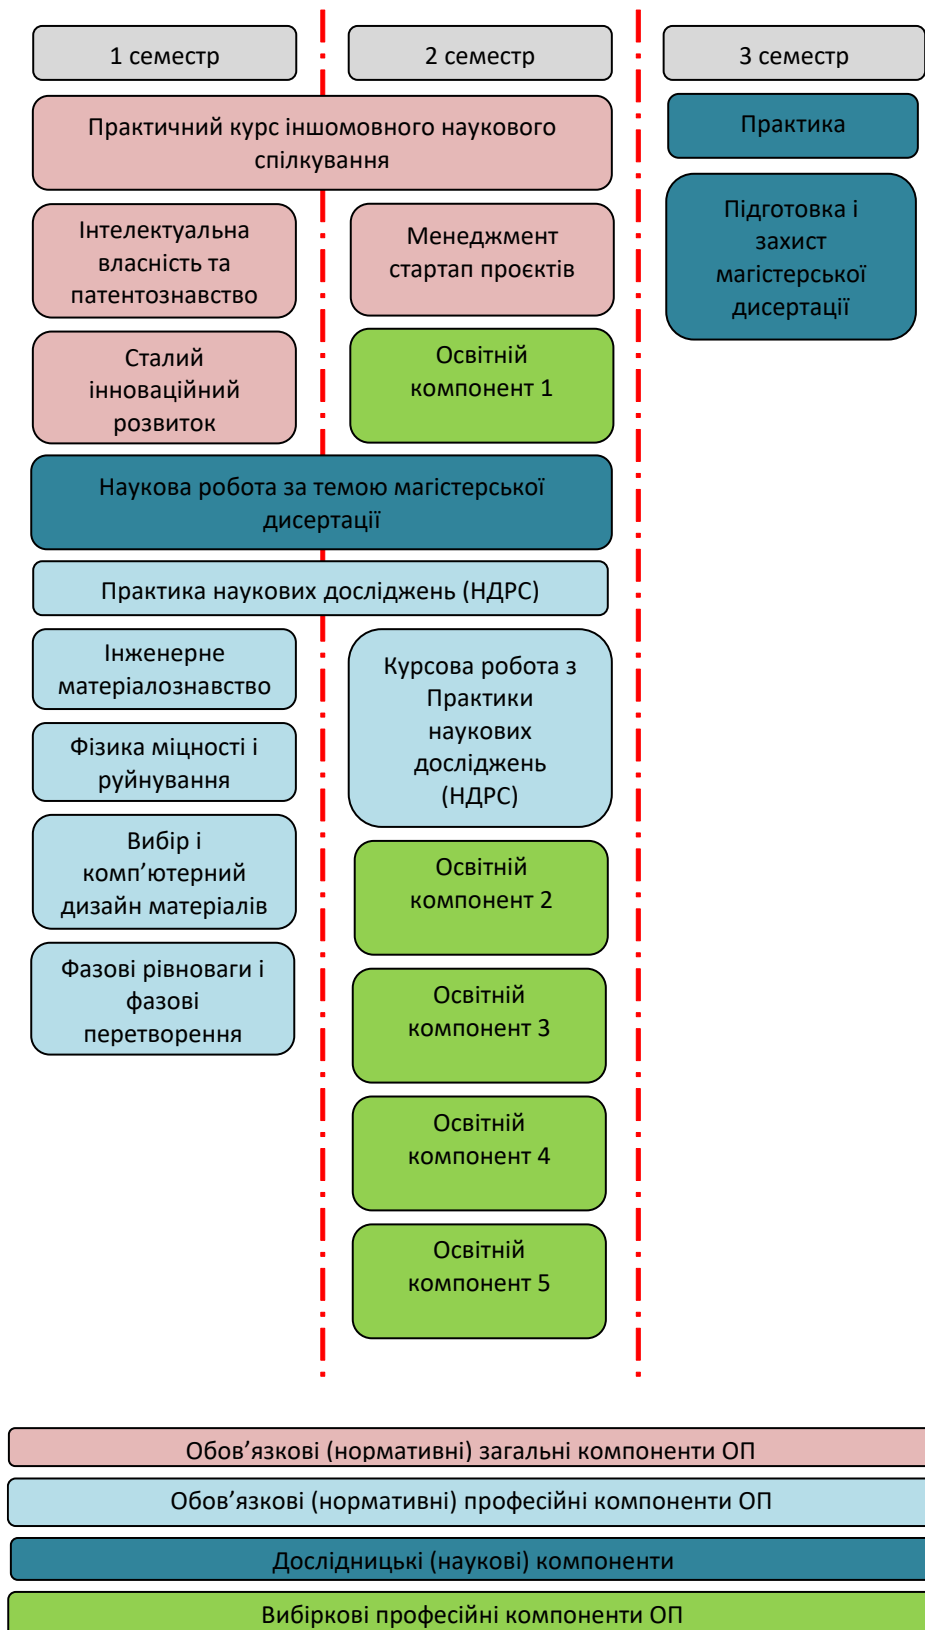 1 семестр
2 семестр
3 семестр
Практичний курс іншомовного наукового
спілкування
Практика
Інтелектуальна
власність та
патентознавство
Менеджмент
стартап проєктів
Підготовка і
захист
магістерської
дисертації
Сталий
інноваційний
розвиток
Освітній
компонент 1
Наукова робота за темою магістерської
дисертації
Практика наукових досліджень (НДРС)
Інженерне
матеріалознавство
Курсова робота з
Практики
наукових
досліджень
(НДРС)
Фізика міцності і
руйнування
Вибір і
комп’ютерний
дизайн матеріалів
Освітній
компонент 2
Фазові рівноваги і
фазові
перетворення
Освітній
компонент 3
Освітній
компонент 4
Освітній
компонент 5
Обов’язкові (нормативні) загальні компоненти ОП
Обов’язкові (нормативні) професійні компоненти ОП
Дослідницькі (наукові) компоненти
Вибіркові професійні компоненти ОП